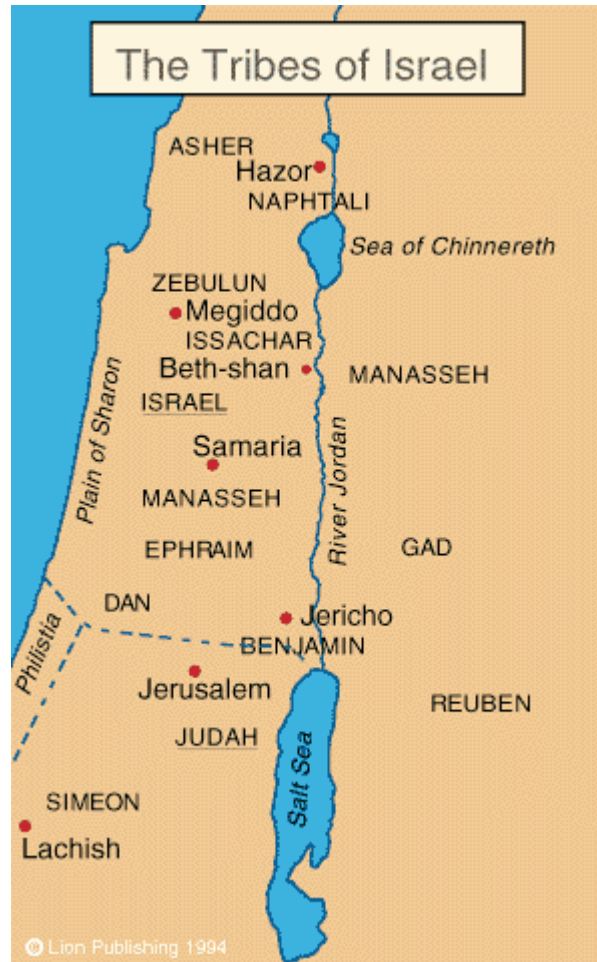 The Tribes of Israel
ASHER
Hazor
NAPHTALI
Sea of Chinnereth
ZEBULUN
Megiddo
ISSACHAR
Beth-shan
MANASSEH
ISRAEL
Plain of Sharon
Samaria
River Jordan
MANASSEH
EPHRAIM
GAD
DAN
Jericho
BENJAMIN
Philistia
Jerusalem
REUBEN
JUDAH
Salt Sea
SIMEON
Lachish
© Lion Publishing 1994